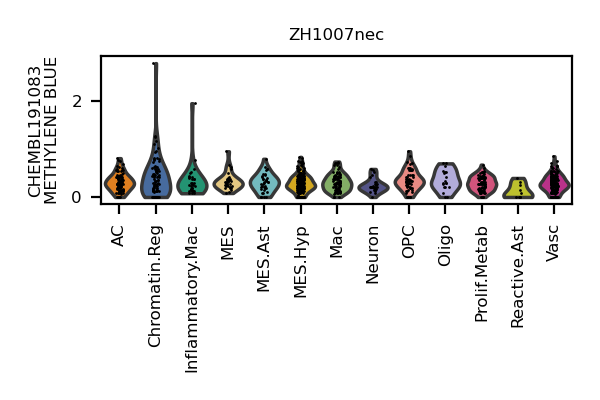 ZH1007nec
CHEMBL191083
METHYLENE BLUE
2
0
AC
Chromatin.Reg
Inflammatory.Mac
MES
MES.Ast
MES.Hyp
Mac
Neuron
OPC
Oligo
Prolif.Metab
Reactive.Ast
Vasc